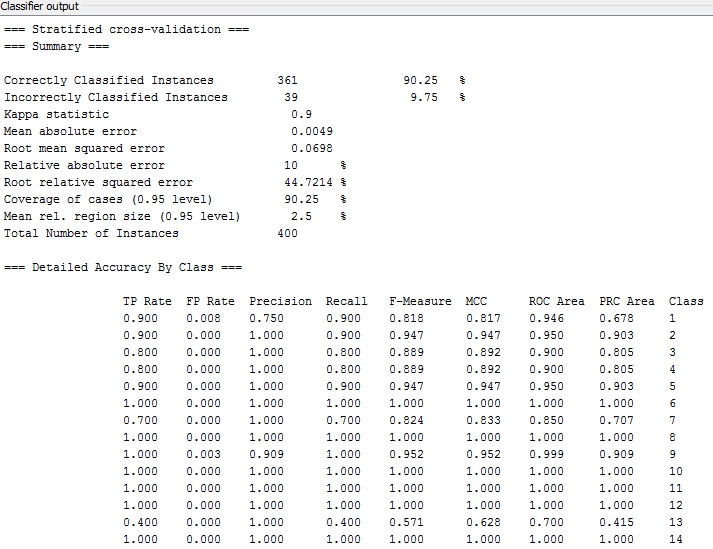 Classifier output
=== Stratified cross-validation ===
=== Summary ===
Correctly Classified Instances 361 90.25 %
Incorrectly Classified Instances 39 9.75 %
Kappa statistic 0.9
Mean absolute error 0.0049
Root mean squared error 0.0698
Relative absolute error 10 %
Root relative squared error 44.7214 %
Coverage of cases (0.95 level) 90.25 %
Mean rel. region size (0.95 level) 2.5 %
Total Number of Instances 400
=== Detailed Accuracy By Class ===
TP Rate FP Rate Precision Recall F-Measure MCC ROC Area PRC Area Class
0.900 0.008 0.750 0.900 0.818 0.817 0.946 0.678 1
0.900 0.000 1.000 0.900 0.947 0.947 0.950 0.903 2
0.800 0.000 1.000 0.800 0.889 0.892 0.900 0.805 3
0.800 0.000 1.000 0.800 0.889 0.892 0.900 0.805 4
0.900 0.000 1.000 0.900 0.947 0.947 0.950 0.903 5
1.000 0.000 1.000 1.000 1.000 1.000 1.000 1.000 6
0.700 0.000 1.000 0.700 0.824 0.833 0.850 0.707 7
1.000 0.000 1.000 1.000 1.000 1.000 1.000 1.000 8
1.000 0.003 0.909 1.000 0.952 0.952 0.999 0.909 9
1.000 0.000 1.000 1.000 1.000 1.000 1.000 1.000 10
1.000 0.000 1.000 1.000 1.000 1.000 1.000 1.000 11
1.000 0.000 1.000 1.000 1.000 1.000 1.000 1.000 12
0.400 0.000 1.000 0.400 0.571 0.628 0.700 0.415 13
1.000 0.000 1.000 1.000 1.000 1.000 1.000 1.000 14